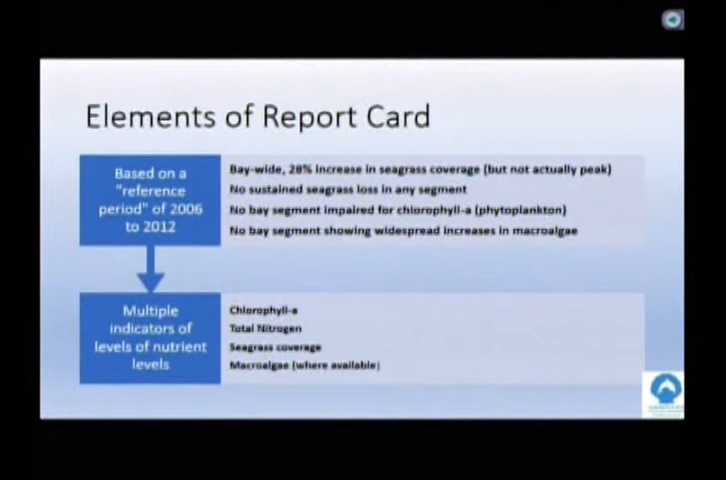 Elements of Report Card
Based on a
"reference
period" of 2006
to 2012
Bay-wide, 28% increase in seagrass coverage (but not actually peak)
No sustained seagrass loss in any segment
No bay segment impaired for chlorophyll-a (phytoplankton)
No bay segment showing widespread increases in macroalgae
Multiple
indicators of
levels of nutrient
levels
Chlorophyll-a
Total Nitrogen
Seagrass coverage
Macroalgae (where available)